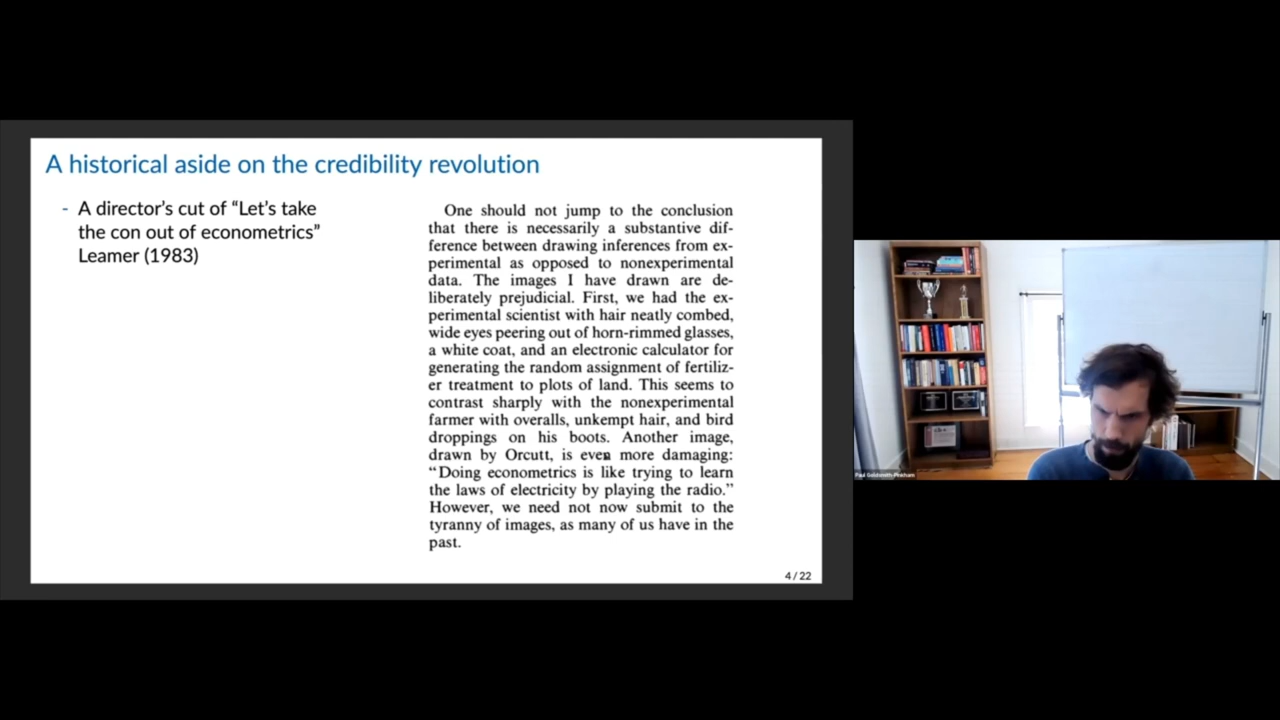 A historical aside on the credibility revolution
- A director's cut of “Let's take
the con out of econometrics”
Leamer (1983)
One should not jump to the conclusion
that there is necessarily a substantive dif-
ference between drawing inferences from ex-
perimental as opposed to nonexperimental
data. The images I have drawn are de-
liberately prejudicial. First, we had the ex-
perimental scientist with hair neatly combed,
wide eyes peering out of horn-rimmed glasses,
a white coat, and an electronic calculator for
generating the random assignment of fertiliz-
er treatment to plots of land. This seems to
contrast sharply with the nonexperimental
farmer with overalls, unkempt hair, and bird
droppings on his boots. Another image,
drawn by Orcutt, is even more damaging:
“Doing econometrics is like trying to learn
the laws of electricity by playing the radio.”
However, we need not now submit to the
tyranny of images, as many of us have in the
past.
4 / 22
Paul Goldsmith-Pinkham